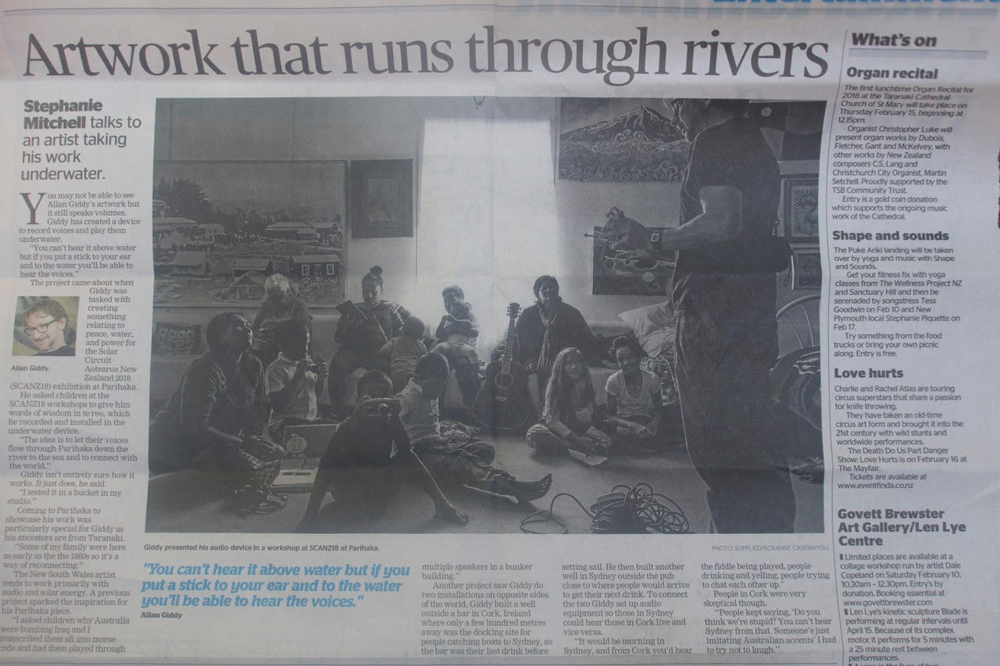 Entertainment
Artwork that runs through rivers
Stephanie
Mitchell talks to
an artist taking
his work
underwater.
You may not be able to see
Allan Giddy's artwork but
it still speaks volumes.
Giddy has created a device
to record voices and play them
underwater.
"You can't hear it above water
but if you put a stick to your ear
and to the water you'll be able to
hear the voices."
The project came about when
Giddy was
tasked with
creating
something
relating to
peace, water,
and power for
the Solar
Circuit
Aotearoa New
Zealand 2018
Allan Giddy.
(SCANZ18) exhibition at Parihaka.
He asked children at the
SCANZ18 workshops to give him
words of wisdom in te reo, which
he recorded and installed in the
underwater device.
"The idea is to let their voices
flow through Parihaka down the
river to the sea and to connect with
the world."
Giddy isn't entirely sure how it
works. It just does, he said.
"I tested it in a bucket in my
studio."
Coming to Parihaka to
showcase his work was
particularly special for Giddy as
his ancestors are from Taranaki.
"Some of my family were here
as early as the the 1860s so it's a
way of reconnecting."
The New South Wales artist
tends to work primarily with
audio and solar energy. A previous
project sparked the inspiration for
his Parihaka piece.
"I asked children why Australia
were bombing Iraq and I
transcribed them all into morse
code and had them played through
Giddy presented his audio device in a workshop at SCANZ18 at Parihaka.
PHOTO: SUPPLIED/ROXANNE CASEMAYOU
"You can't hear it above water but if you
put a stick to your ear and to the water
you'll be able to hear the voices."
Allan Giddy
multiple speakers in a bunker
building."
Another project saw Giddy do
two installations on opposite sides
of the world. Giddy built a well
outside a bar in Cork, Ireland
where only a few hundred metres
away was the docking site for
people catching boats to Sydney, so
the bar was their last drink before
setting sail. He then built another
well in Sydney outside the pub
close to where people would arrive
to get their next drink. To connect
the two Giddy set up audio
equipment so those in Sydney
could hear those in Cork live and
vice versa.
"It would be morning in
Sydney, and from Cork you'd hear
the fiddle being played, people
drinking and yelling, people trying
to chat each other up."
People in Cork were very
skeptical though.
"People kept saying, 'Do you
think we're stupid? You can't hear
Sydney from that. Someone's just
imitating Australian accents' I had
to try not to laugh."
What's on
Organ recital
The first lunchtime Organ Recital for
2018 at the Taranaki Cathedral
Church of St Mary will take place on
Thursday February 15, beginning at
12.15pm.
Organist Christopher Luke will
present organ works by Dubois,
Fletcher, Gant and McKelvey, with
other works by New Zealand
composers C.S. Lang and
Christchurch City Organist, Martin
Setchell. Proudly supported by the
TSB Community Trust.
Entry is a gold coin donation
which supports the ongoing music
work of the Cathedral.
Shape and sounds
The Puke Ariki landing will be taken
over by yoga and music with Shape
and Sounds.
Get your fitness fix with yoga
classes from The Wellness Project NZ
and Sanctuary Hill and then be
serenaded by songstress Tess
Goodwin on Feb 10 and New
Plymouth local Stephanie Piquette on
Feb 17.
Try something from the food
trucks or bring your own picnic
along. Entry is free.
Love hurts
Charlie and Rachel Atlas are touring
circus superstars that share a passion
for knife throwing.
They have taken an old-time
circus art form and brought it into the
21st century with wild stunts and
worldwide performances.
The Death Do Us Part Danger
Show: Love Hurts is on February 16 at
The Mayfair.
Tickets are available at
www.eventfinda.co.nz
Govett Brewster
Art Gallery/Len Lye
Centre
Limited places are available at a
collage workshop run by artist Dale
Copeland on Saturday February 10,
10.30am - 12.30pm. Entry's by
donation. Booking essential at
www.govettbrewster.com
Len Lye's kinetic sculpture Blade is
performing at regular intervals until
April 15. Because of its complex
motor it performs for 5 minutes with
a 25 minute rest between
performances.